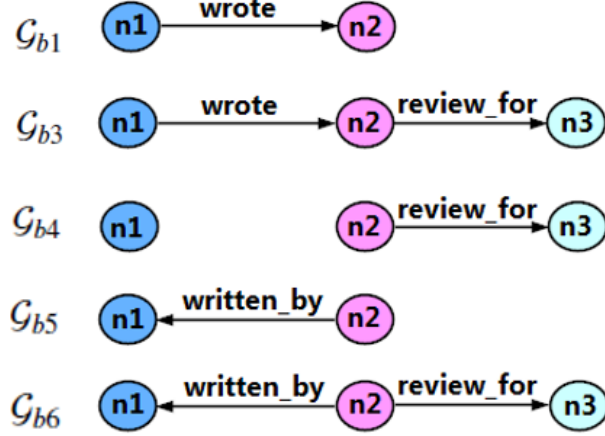 𝒢b1 n1 wrote n2
𝒢b3 n1 wrote n2 review_for n3
𝒢b4 n1 n2 review_for n3
𝒢b5 n1 written_by n2
𝒢b6 n1 written_by n2 review_for n3